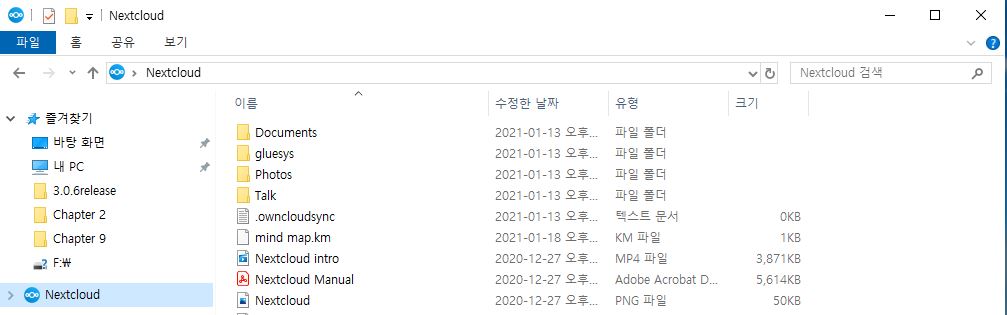 Nextcloud
파일 홈 공유 보기
Nextcloud
Nextcloud 검색
이름 수정한 날짜 유형 크기
즐겨찾기
바탕 화면
내 PC
3.0.6release
Chapter 2
Chapter 9
F:₩
Nextcloud
Documents 2021-01-13 오후... 파일 폴더
gluesys 2021-01-13 오후... 파일 폴더
Photos 2021-01-13 오후... 파일 폴더
Talk 2021-01-13 오후... 파일 폴더
.owncloudsync 2021-01-13 오후... 텍스트 문서 0KB
mind map.km 2021-01-18 오후... KM 파일 1KB
Nextcloud intro 2020-12-27 오후... MP4 파일 3,871KB
Nextcloud Manual 2020-12-27 오후... Adobe Acrobat D... 5,614KB
Nextcloud 2020-12-27 오후... PNG 파일 50KB